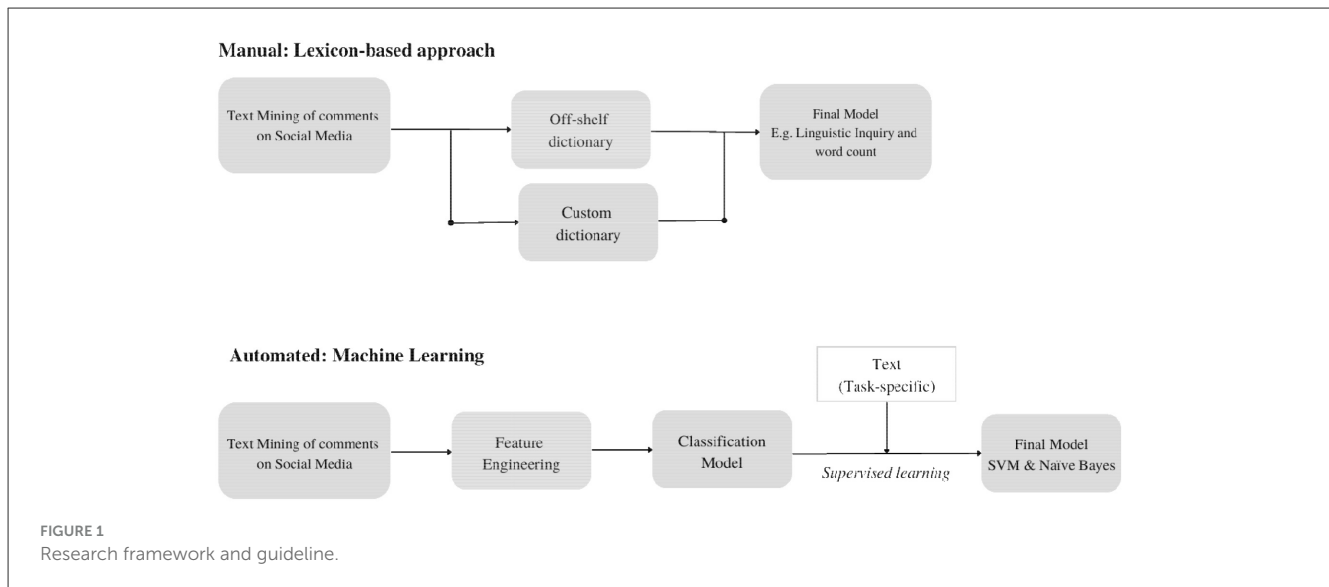 Manual: Lexicon-based approach
Text Mining of comments
on Social Media
Off-shelf
dictionary
Custom
dictionary
Final Model
E.g. Linguistic Inquiry and
word count
Automated: Machine Learning
Text Mining of comments
on Social Media
Feature
Engineering
Classification
Model
Text
(Task-specific)
Supervised learning
Final Model
SVM & Naïve Bayes
FIGURE 1
Research framework and guideline.